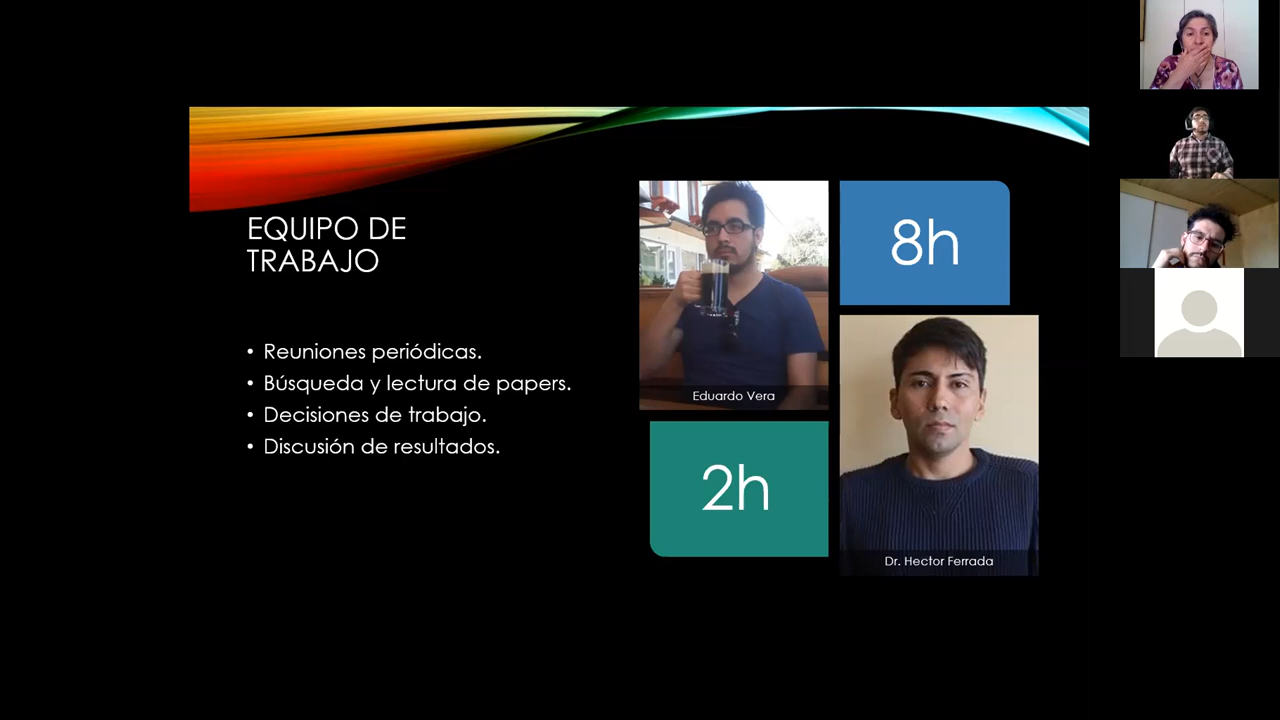 EQUIPO DE
TRABAJO
• Reuniones periódicas.
• Búsqueda y lectura de papers.
• Decisiones de trabajo.
• Discusión de resultados.
Eduardo Vera
8h
2h
Dr. Hector Ferrada